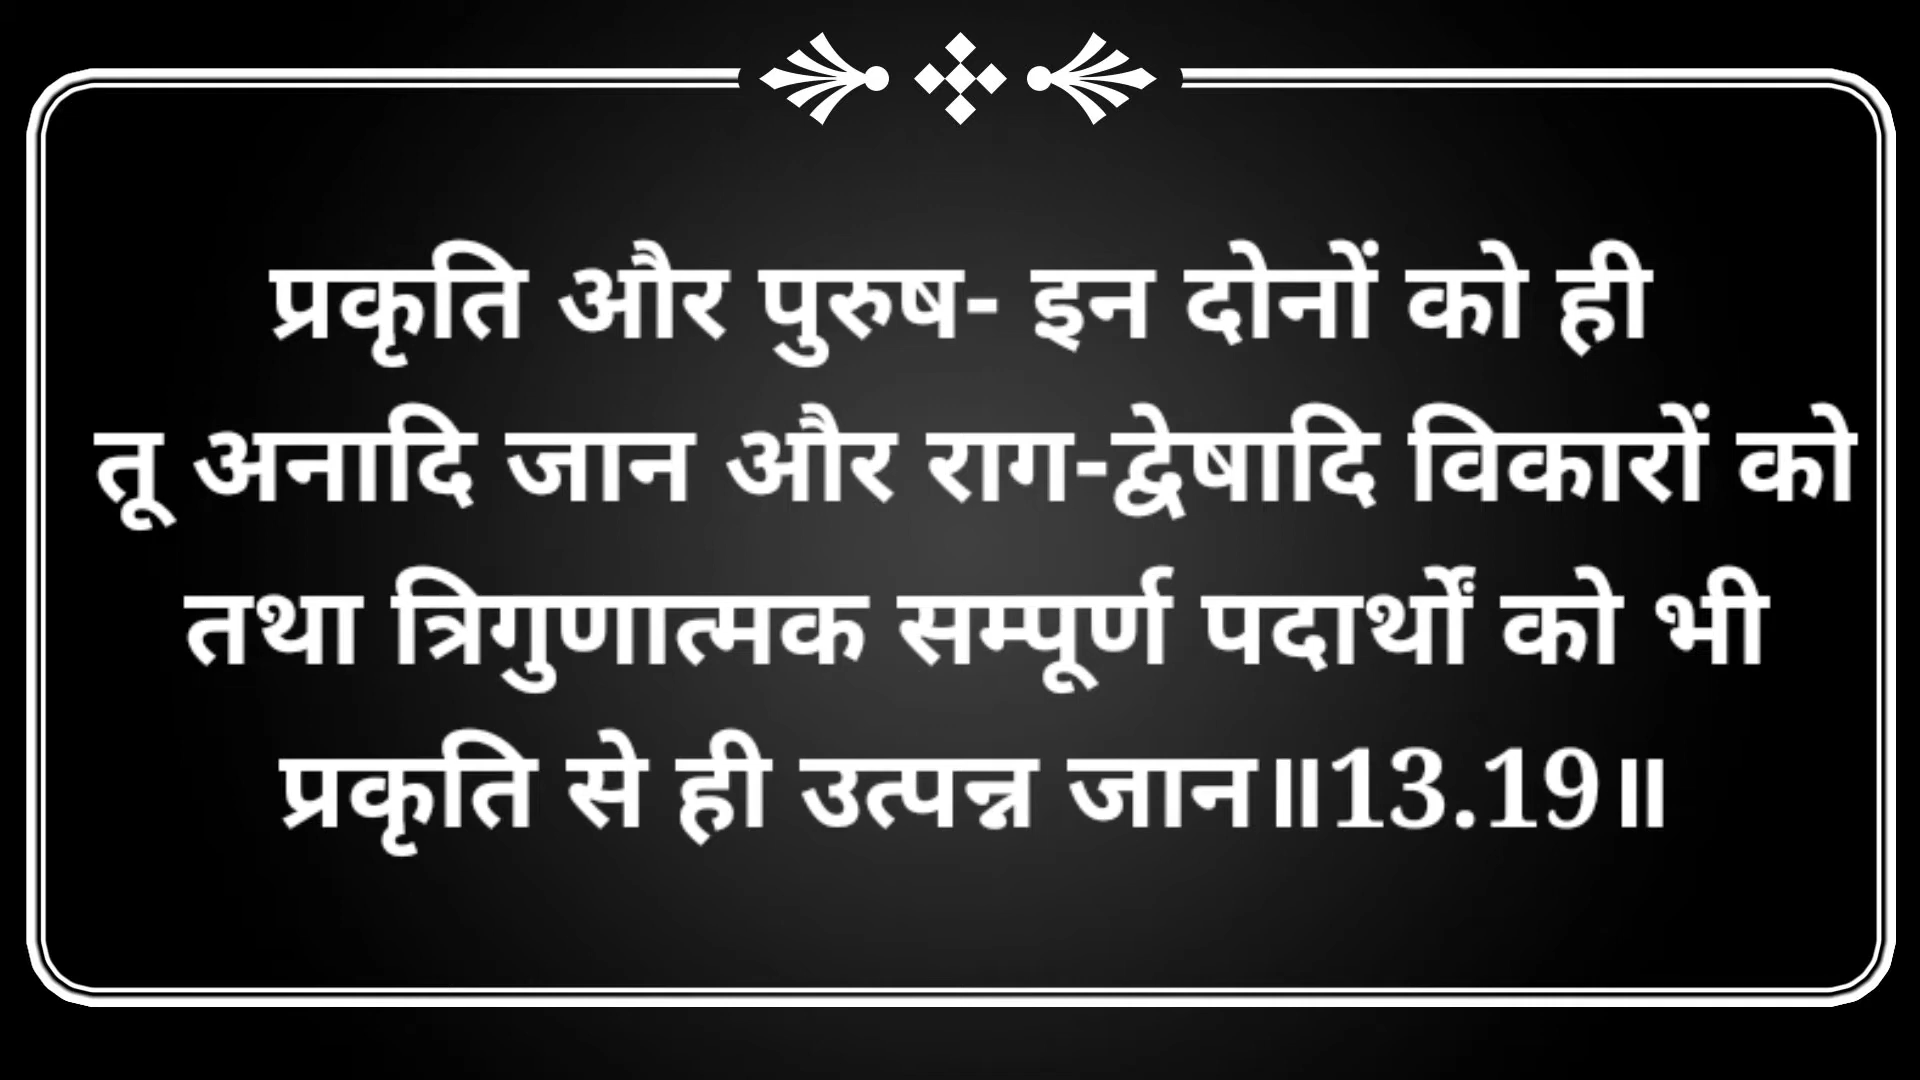 प्रकृति और पुरुष- इन दोनों को ही
तू अनादि जान और राग-द्वेषादि विकारों को
तथा त्रिगुणात्मक सम्पूर्ण पदार्थों को भी
प्रकृति से ही उत्पन्न जान॥13.19॥